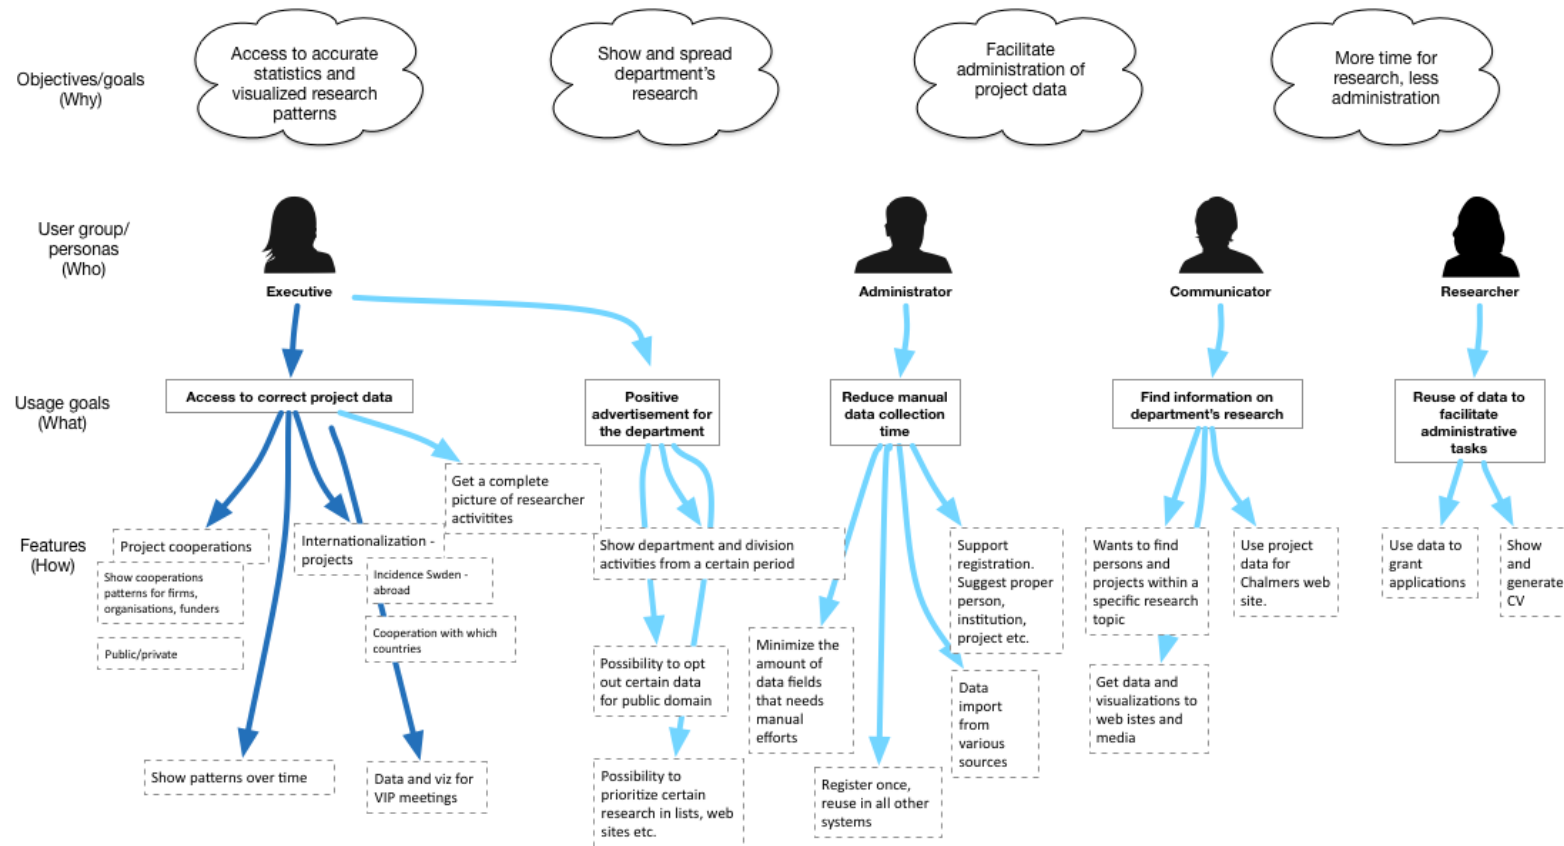 Objectives/goals
(Why)
Access to accurate
statistics and
visualized research
patterns
Show and spread
department's
research
Facilitate
administration of
project data
More time for
research, less
administration
User group/
personas
(Who)
Executive
Administrator
Communicator
Researcher
Usage goals
(What)
Access to correct project data
Positive
advertisement for
the department
Reduce manual
data collection
time
Find information on
department's research
Reuse of data to
facilitate
administrative
tasks
Features
(How)
Project cooperations
Show cooperations
patterns for firms,
organisations, funders
Public/private
Internationalization -
projects
Incidence Swden -
abroad
Cooperation with which
countries
Get a complete
picture of researcher
activitites
Show patterns over time
Data and viz for
VIP meetings
Show department and division
activities from a certain period
Possibility to opt
out certain data
for public domain
Possibility to
prioritize certain
research in lists, web
sites etc.
Minimize the
amount of
data fields
that needs
manual
efforts
Register once,
reuse in all other
systems
Support
registration.
Suggest proper
person,
institution,
project etc.
Data
import
from
various
sources
Wants to find
persons and
projects within a
specific research
topic
Get data and
visualizations to
web istes and
media
Use project
data for
Chalmers web
site.
Use data to
grant
applications
Show
and
generate
CV